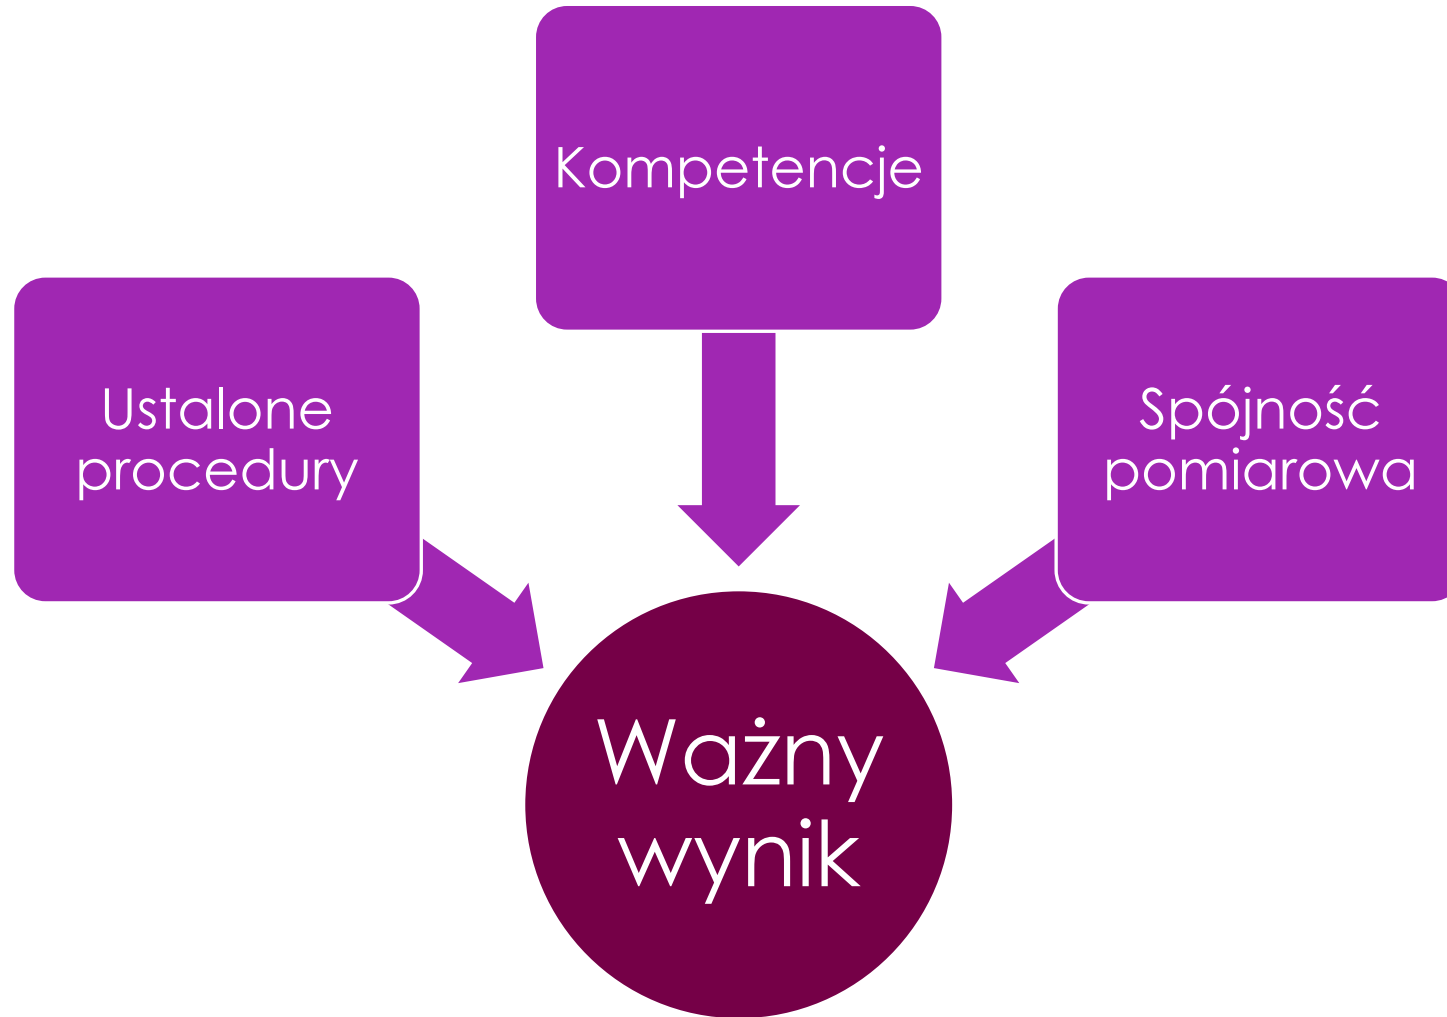 Kompetencje
Ustalone
procedury
Spójność
pomiarowa
Ważny
wynik